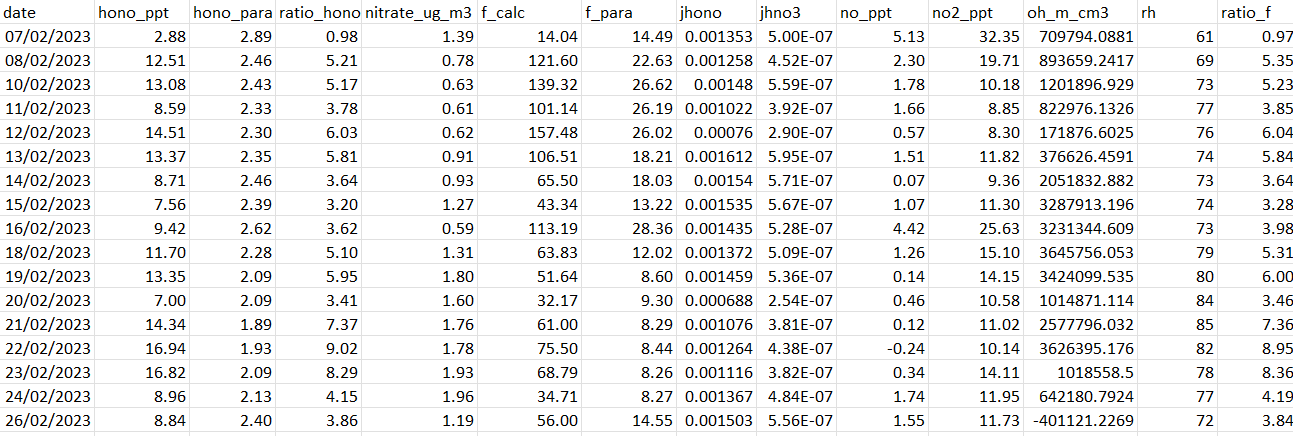 date hono_ppt hono_para ratio_hono nitrate_ug_m3 f_calc f_para jhono jhno3 no_ppt no2_ppt oh_m_cm3 rh ratio_f
07/02/2023 2.88 2.89 0.98 1.39 14.04 14.49 0.001353 5.00E-07 5.13 32.35 709794.0881 61 0.97
08/02/2023 12.51 2.46 5.21 0.78 121.60 22.63 0.001258 4.52E-07 2.30 19.71 893659.2417 69 5.35
10/02/2023 13.08 2.43 5.17 0.63 139.32 26.62 0.00148 5.59E-07 1.78 10.18 1201896.929 73 5.23
11/02/2023 8.59 2.33 3.78 0.61 101.14 26.19 0.001022 3.92E-07 1.66 8.85 822976.1326 77 3.85
12/02/2023 14.51 2.30 6.03 0.62 157.48 26.02 0.00076 2.90E-07 0.57 8.30 171876.6025 76 6.04
13/02/2023 13.37 2.35 5.81 0.91 106.51 18.21 0.001612 5.95E-07 1.51 11.82 376626.4591 74 5.84
14/02/2023 8.71 2.46 3.64 0.93 65.50 18.03 0.00154 5.71E-07 0.07 9.36 2051832.882 73 3.64
15/02/2023 7.56 2.39 3.20 1.27 43.34 13.22 0.001535 5.67E-07 1.07 11.30 3287913.196 74 3.28
16/02/2023 9.42 2.62 3.62 0.59 113.19 28.36 0.001435 5.28E-07 4.42 25.63 3231344.609 73 3.98
18/02/2023 11.70 2.28 5.10 1.31 63.83 12.02 0.001372 5.09E-07 1.26 15.10 3645756.053 79 5.31
19/02/2023 13.35 2.09 5.95 1.80 51.64 8.60 0.001459 5.36E-07 0.14 14.15 3424099.535 80 6.00
20/02/2023 7.00 2.09 3.41 1.60 32.17 9.30 0.000688 2.54E-07 0.46 10.58 1014871.114 84 3.46
21/02/2023 14.34 1.89 7.37 1.76 61.00 8.29 0.001076 3.81E-07 0.12 11.02 2577796.032 85 7.36
22/02/2023 16.94 1.93 9.02 1.78 75.50 8.44 0.001264 4.38E-07 -0.24 10.14 3626395.176 82 8.95
23/02/2023 16.82 2.09 8.29 1.93 68.79 8.26 0.001116 3.82E-07 0.34 14.11 1018558.5 78 8.36
24/02/2023 8.96 2.13 4.15 1.96 34.71 8.27 0.001367 4.84E-07 1.74 11.95 642180.7924 77 4.19
26/02/2023 8.84 2.40 3.86 1.19 56.00 14.55 0.001503 5.56E-07 1.55 11.73 -401121.2269 72 3.84